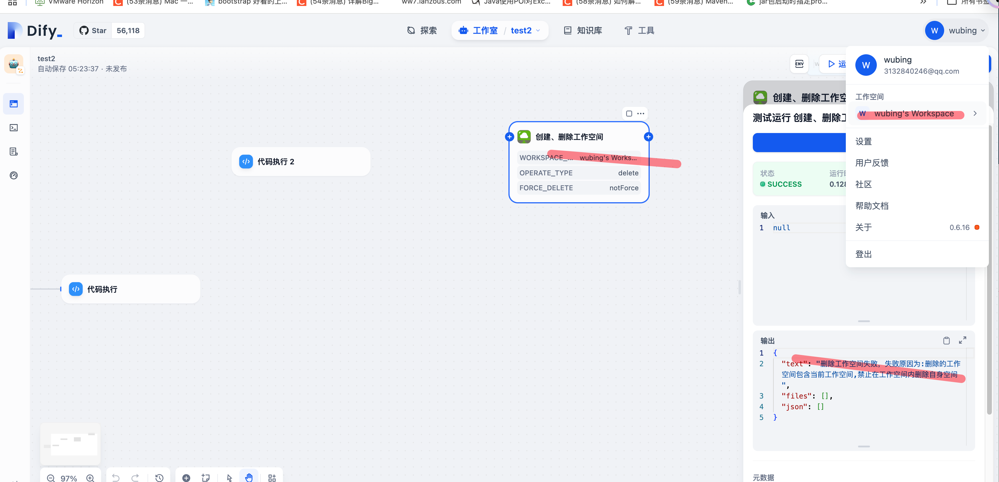 VMware Horizon
(53条消息) Mac 一...
bootstrap 好看的上...
(54条消息) 详解Big...
ww7.lanzous.com
Java使用POI对Exc...
(58条消息) 如何解...
(59条消息) Maven...
jar包启动时指定pro...
所有书签
Dify_
Star
56,118
探索
工作室 / test2
知识库
工具
W
wubing
test2
自动保存 05:23:37 · 未发布
ENV
W
运
W
wubing
3132840246@qq.com
工作空间
W wubing's Workspace
设置
用户反馈
社区
帮助文档
关于
0.6.16
登出
代码执行 2
代码执行
创建、删除工作空间
WORKSPACE_... wubing's Works...
OPERATE_TYPE delete
FORCE_DELETE notForce
创建、删除工作空
测试运行 创建、删除工
状态
SUCCESS
运行时
0.128
输入
1 null
输出
1 {
2 "text": "删除工作空间失败, 失败原因为:删除的工作
空间包含当前工作空间,禁止在工作空间内删除自身空间
",
3 "files": [],
4 "json": []
5 }
元数据
97%